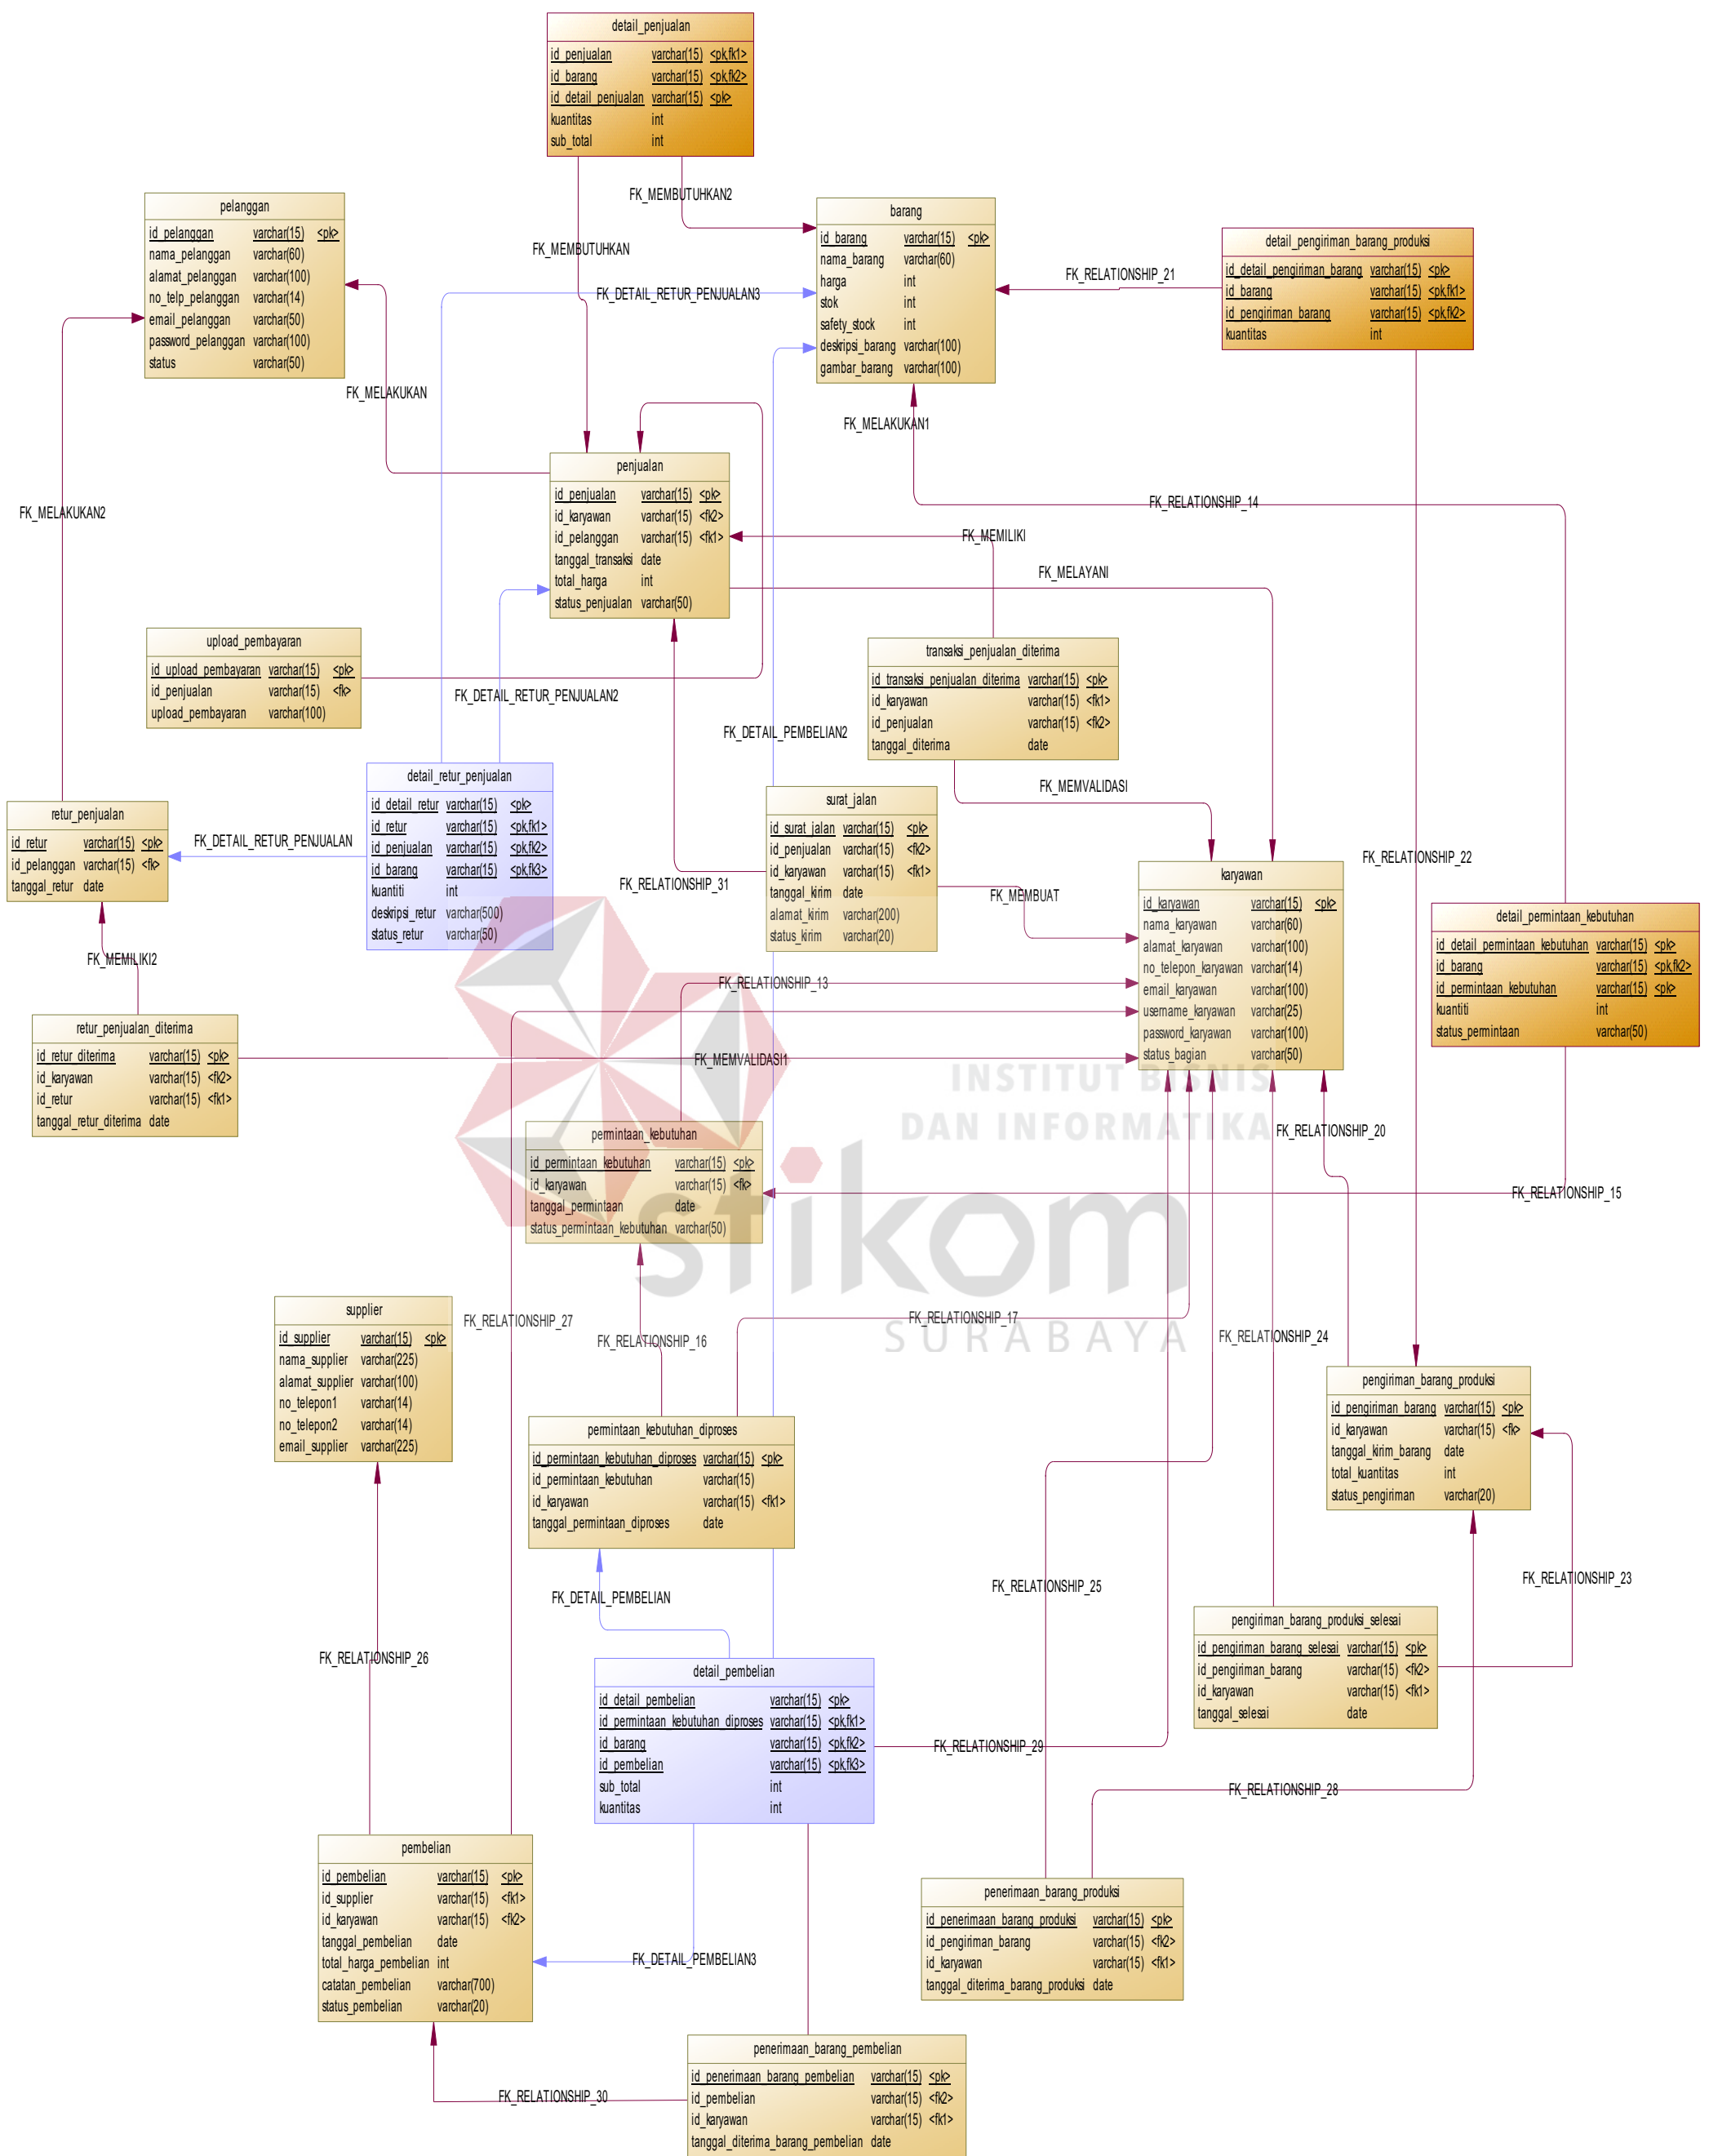 detail_penjualan
id_penjualan varchar(15) <pk,fk1>
id_barang varchar(15) <pk,fk2>
id_detail_penjualan varchar(15) <pk>
kuantitas int
sub_total int
FK_MEMBUTUHKAN2
FK_MEMBUTUHKAN
pelanggan
id_pelanggan varchar(15) <pk>
nama_pelanggan varchar(60)
alamat_pelanggan varchar(100)
no_telp_pelanggan varchar(14)
email_pelanggan varchar(50)
password_pelanggan varchar(100)
status varchar(50)
barang
id_barang varchar(15) <pk>
nama_barang varchar(60)
harga int
stok int
safety_stock int
deskripsi_barang varchar(100)
gambar_barang varchar(100)
detail_pengiriman_barang_produksi
id_detail_pengiriman_barang varchar(15) <pk>
id_barang varchar(15) <pk,fk1>
id_pengiriman_barang varchar(15) <pk,fk2>
kuantitas int
FK_RELATIONSHIP_21
FK_DETAIL_RETUR_PENJUALAN3
FK_MELAKUKAN
FK_MELAKUKAN1
FK_MELAKUKAN2
FK_RELATIONSHIP_14
penjualan
id_penjualan varchar(15) <pk>
id_karyawan varchar(15) <fk2>
id_pelanggan varchar(15) <fk1>
tanggal_transaksi date
total_harga int
status_penjualan varchar(50)
FK_MEMILIKI
FK_MELAYANI
upload_pembayaran
id_upload_pembayaran varchar(15) <pk>
id_penjualan varchar(15) <fk>
upload_pembayaran varchar(100)
transaksi_penjualan_diterima
id_transaksi_penjualan_diterima varchar(15) <pk>
id_karyawan varchar(15) <fk1>
id_penjualan varchar(15) <fk2>
tanggal_diterima date
FK_DETAIL_RETUR_PENJUALAN2
FK_DETAIL_PEMBELIAN2
FK_MEMVALIDASI
detail_retur_penjualan
id_detail_retur varchar(15) <pk>
id_retur varchar(15) <pk,fk1>
id_penjualan varchar(15) <pk,fk2>
id_barang varchar(15) <pk,fk3>
kuantiti int
deskripsi_retur varchar(500)
status_retur varchar(50)
retur_penjualan
id_retur varchar(15) <pk>
id_pelanggan varchar(15) <fk>
tanggal_retur date
FK_DETAIL_RETUR_PENJUALAN
surat_jalan
id_surat_jalan varchar(15) <pk>
id_penjualan varchar(15) <fk2>
id_karyawan varchar(15) <fk1>
tanggal_kirim date
alamat_kirim varchar(200)
status_kirim varchar(20)
FK_RELATIONSHIP_31
FK_MEMBUAT
FK_RELATIONSHIP_22
karyawan
id_karyawan varchar(15) <pk>
nama_karyawan varchar(60)
alamat_karyawan varchar(100)
no_telepon_karyawan varchar(14)
email_karyawan varchar(100)
username_karyawan varchar(25)
password_karyawan varchar(100)
status_bagian varchar(50)
detail_permintaan_kebutuhan
id_detail_permintaan_kebutuhan varchar(15) <pk>
id_barang varchar(15) <pk,fk2>
id_permintaan_kebutuhan varchar(15) <pk>
kuantiti int
status_permintaan varchar(50)
FK_MEMILIKI2
FK_RELATIONSHIP_13
retur_penjualan_diterima
id_retur_diterima varchar(15) <pk>
id_karyawan varchar(15) <fk2>
id_retur varchar(15) <fk1>
tanggal_retur_diterima date
FK_MEMVALIDASI1
INSTITUT BISNIS
DAN INFORMATIKA
stikom
SURABAYA
FK_RELATIONSHIP_20
permintaan_kebutuhan
id_permintaan_kebutuhan varchar(15) <pk>
id_karyawan varchar(15) <fk>
tanggal_permintaan date
status_permintaan_kebutuhan varchar(50)
FK_RELATIONSHIP_15
supplier
id_supplier varchar(15) <pk>
nama_supplier varchar(225)
alamat_supplier varchar(100)
no_telepon1 varchar(14)
no_telepon2 varchar(14)
email_supplier varchar(225)
FK_RELATIONSHIP_27
FK_RELATIONSHIP_16
FK_RELATIONSHIP_17
FK_RELATIONSHIP_24
pengiriman_barang_produksi
id_pengiriman_barang varchar(15) <pk>
id_karyawan varchar(15) <fk>
tanggal_kirim_barang date
total_kuantitas int
status_pengiriman varchar(20)
permintaan_kebutuhan_diproses
id_permintaan_kebutuhan_diproses varchar(15) <pk>
id_permintaan_kebutuhan varchar(15)
id_karyawan varchar(15) <fk1>
tanggal_permintaan_diproses date
FK_DETAIL_PEMBELIAN
FK_RELATIONSHIP_25
FK_RELATIONSHIP_23
pengiriman_barang_produksi_selesai
id_pengiriman_barang_selesai varchar(15) <pk>
id_pengiriman_barang varchar(15) <fk2>
id_karyawan varchar(15) <fk1>
tanggal_selesai date
FK_RELATIONSHIP_26
detail_pembelian
id_detail_pembelian varchar(15) <pk>
id_permintaan_kebutuhan_diproses varchar(15) <pk,fk1>
id_barang varchar(15) <pk,fk2>
id_pembelian varchar(15) <pk,fk3>
sub_total int
kuantitas int
FK_RELATIONSHIP_29
FK_RELATIONSHIP_28
pembelian
id_pembelian varchar(15) <pk>
id_supplier varchar(15) <fk1>
id_karyawan varchar(15) <fk2>
tanggal_pembelian date
total_harga_pembelian int
catatan_pembelian varchar(700)
status_pembelian varchar(20)
FK_DETAIL_PEMBELIAN3
penerimaan_barang_produksi
id_penerimaan_barang_produksi varchar(15) <pk>
id_pengiriman_barang varchar(15) <fk2>
id_karyawan varchar(15) <fk1>
tanggal_diterima_barang_produksi date
FK_RELATIONSHIP_30
penerimaan_barang_pembelian
id_penerimaan_barang_pembelian varchar(15) <pk>
id_pembelian varchar(15) <fk2>
id_karyawan varchar(15) <fk1>
tanggal_diterima_barang_pembelian date